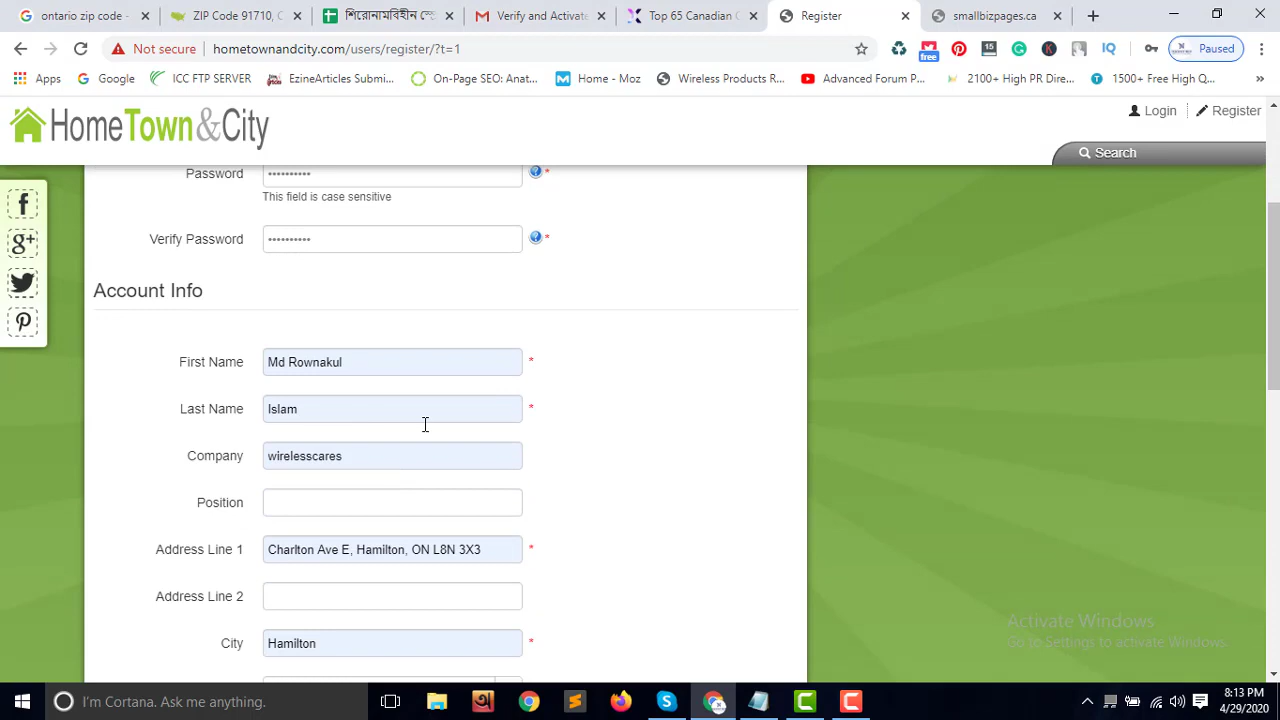 ontario zip code - Google
ZIP Code 91710, C
শিরোনামবিহীন স্প্রে
Verify and Activate
Top 65 Canadian
Register
smallbizpages.ca
Not secure
hometownandcity.com/users/register/?t=1
free
15
IQ
Paused
Apps
Google
ICC FTP SERVER
EzineArticles Submi...
On-Page SEO: Anat...
Home - Moz
Wireless Products R...
Advanced Forum P...
2100+ High PR Dire...
1500+ Free High Q...
HomeTown&City
Login
Register
Search
Password
This field is case sensitive
Verify Password
Account Info
First Name
Md Rownakul
*
Last Name
Islam
*
Company
wirelesscares
Position
Address Line 1
Charlton Ave E, Hamilton, ON L8N 3X3
*
Address Line 2
City
Hamilton
*
Activate Windows
Go to Settings to activate Windows.
I'm Cortana. Ask me anything.
8:13 PM
4/29/2020